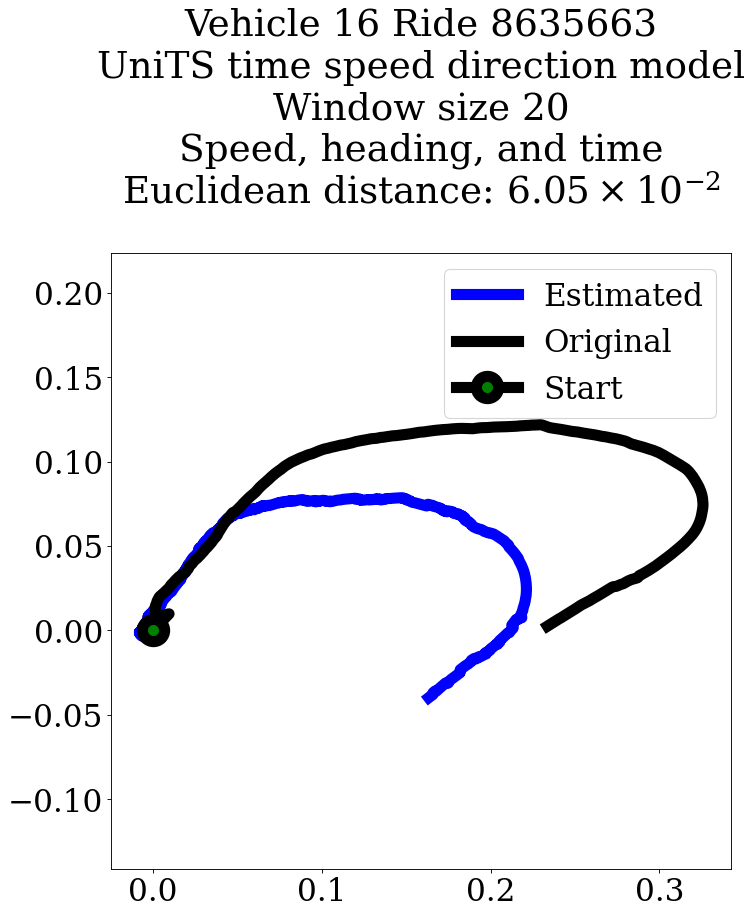 Vehicle 16 Ride 8635663
UniTS time speed direction model
Window size 20
Speed, heading, and time
Euclidean distance: 6.05 × 10⁻²
Estimated
Original
Start
0.20
0.15
0.10
0.05
0.00
−0.05
−0.10
0.0 0.1 0.2 0.3